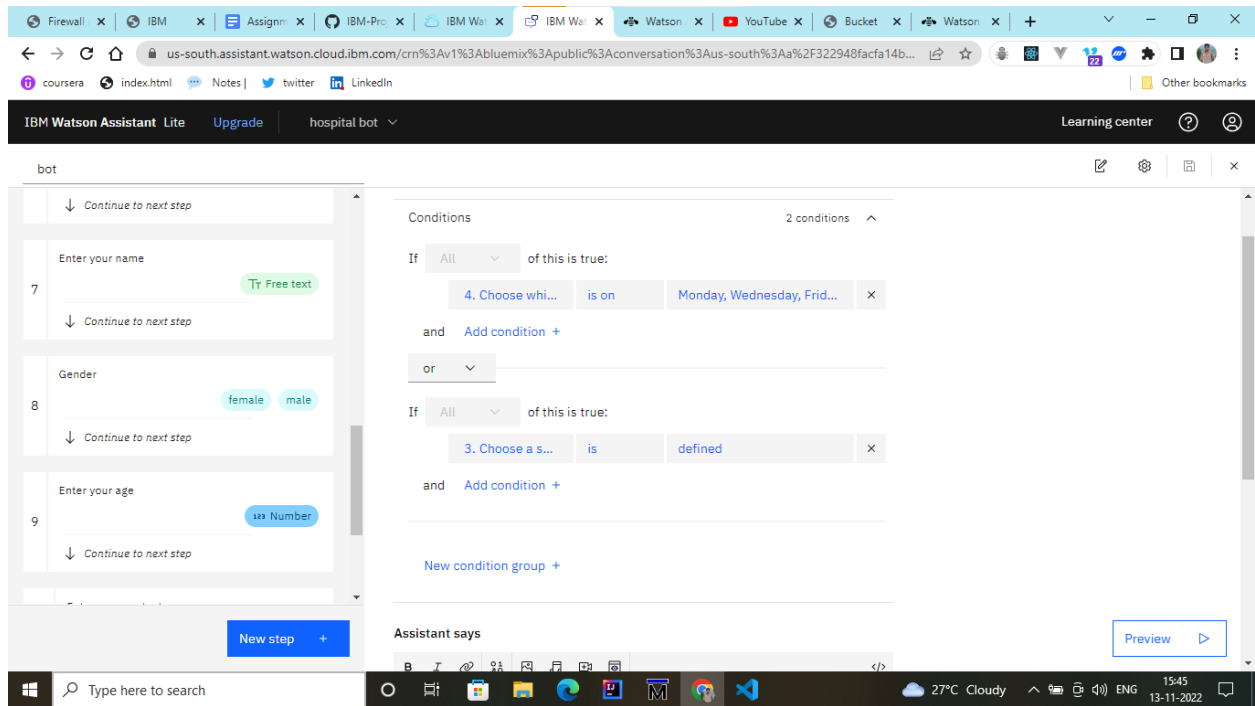 Firewall
IBM
Assignm
IBM-Pro
IBM Wat
IBM Wat
Watson
YouTube
Bucket
Watson
us-south.assistant.watson.cloud.ibm.com/crn%3Av1%3Abluemix%3Apublic%3Aconversation%3Aus-south%3Aa%2F322948facfa14b...
22
coursera
index.html
Notes |
twitter
LinkedIn
Other bookmarks
IBM Watson Assistant Lite
Upgrade
hospital bot
Learning center
bot
Continue to next step
7
Enter your name
Free text
Continue to next step
8
Gender
female
male
Continue to next step
9
Enter your age
123 Number
Continue to next step
New step +
Conditions
2 conditions
If All of this is true:
4. Choose whi... is on Monday, Wednesday, Frid...
and Add condition +
or
If All of this is true:
3. Choose a s... is defined
and Add condition +
New condition group +
Assistant says
B I </>
Preview
Type here to search
27°C Cloudy
ENG
15:45
13-11-2022